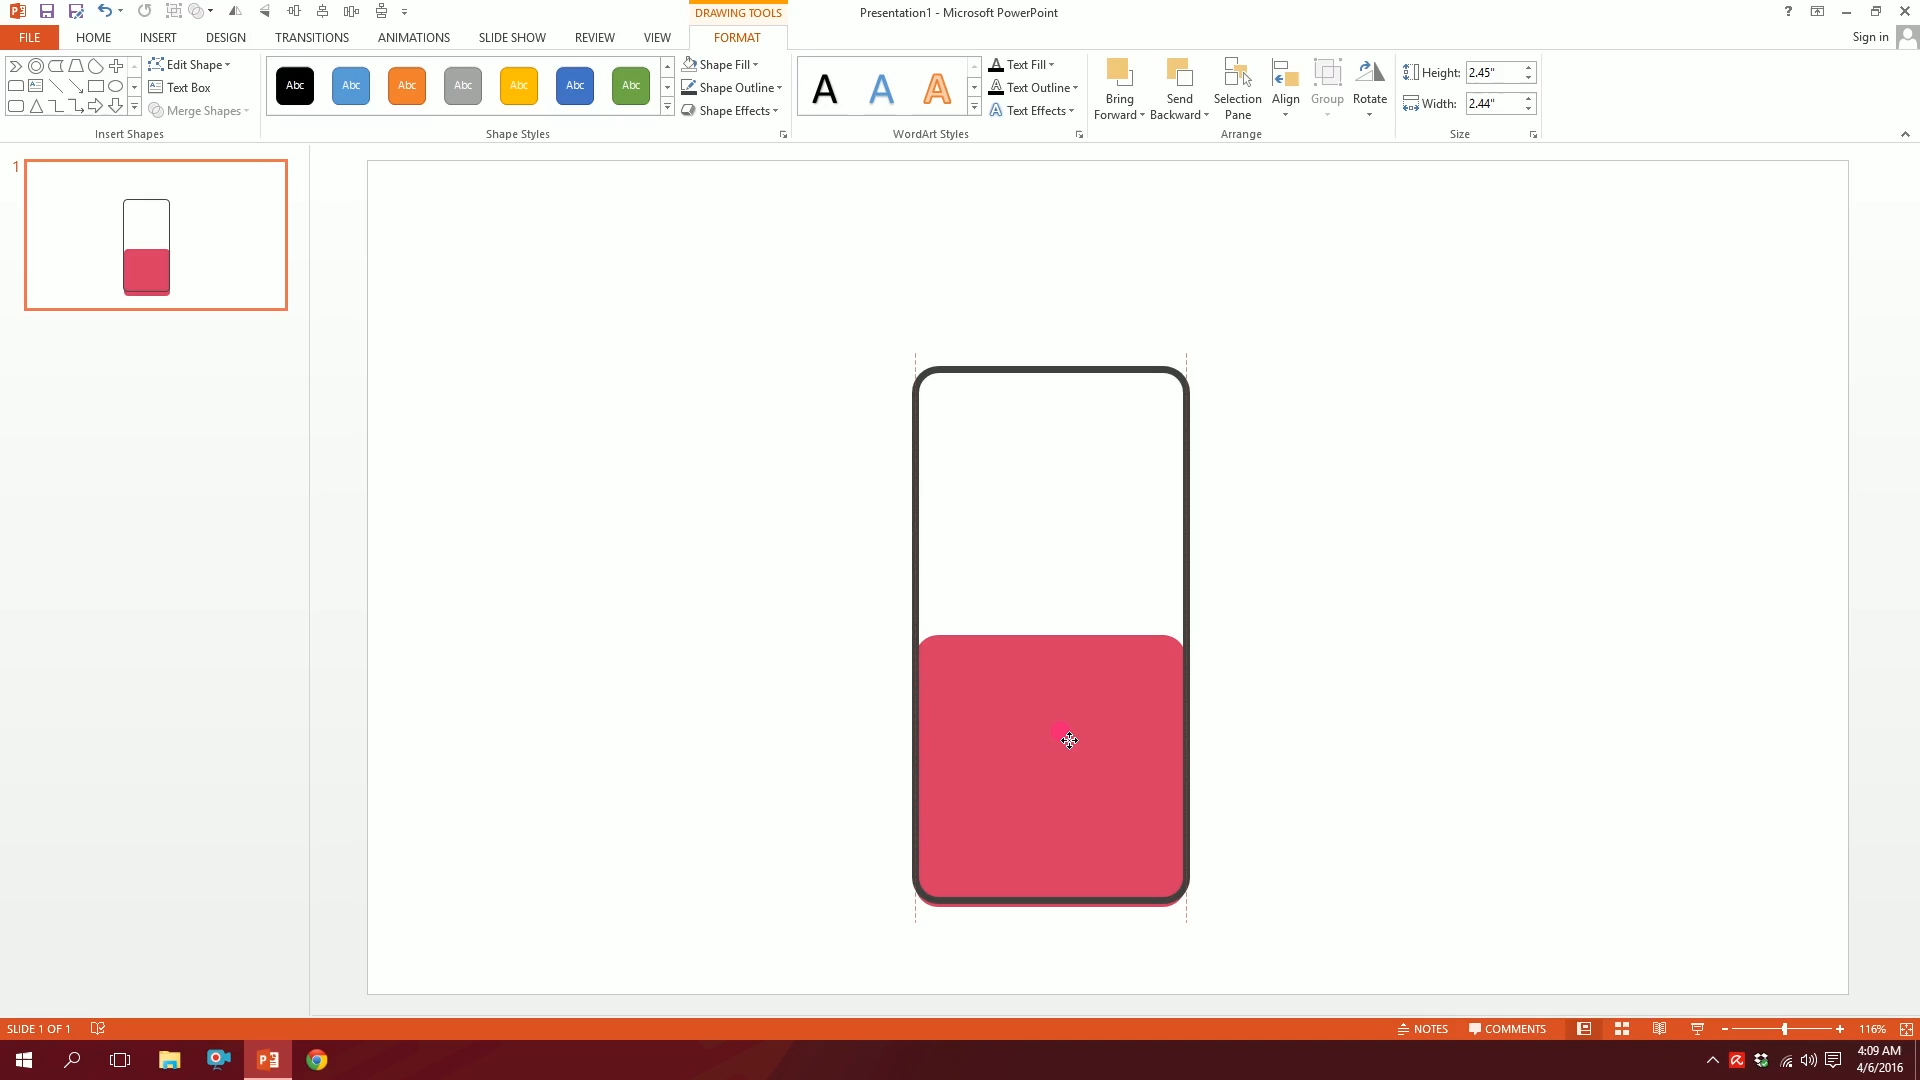 DRAWING TOOLS
Presentation1 - Microsoft PowerPoint
?
FILE HOME INSERT DESIGN TRANSITIONS ANIMATIONS SLIDE SHOW REVIEW VIEW FORMAT Sign in
Edit Shape
Text Box
Merge Shapes
Insert Shapes
Abc Abc Abc Abc Abc Abc Abc
Shape Fill
Shape Outline
Shape Effects
Shape Styles
A A A
Text Fill
Text Outline
Text Effects
WordArt Styles
Bring Forward
Send Backward
Selection Pane
Align
Group
Rotate
Arrange
Height: 2.45"
Width: 2.44"
Size
1
SLIDE 1 OF 1
NOTES COMMENTS 116%
4:09 AM
4/6/2016